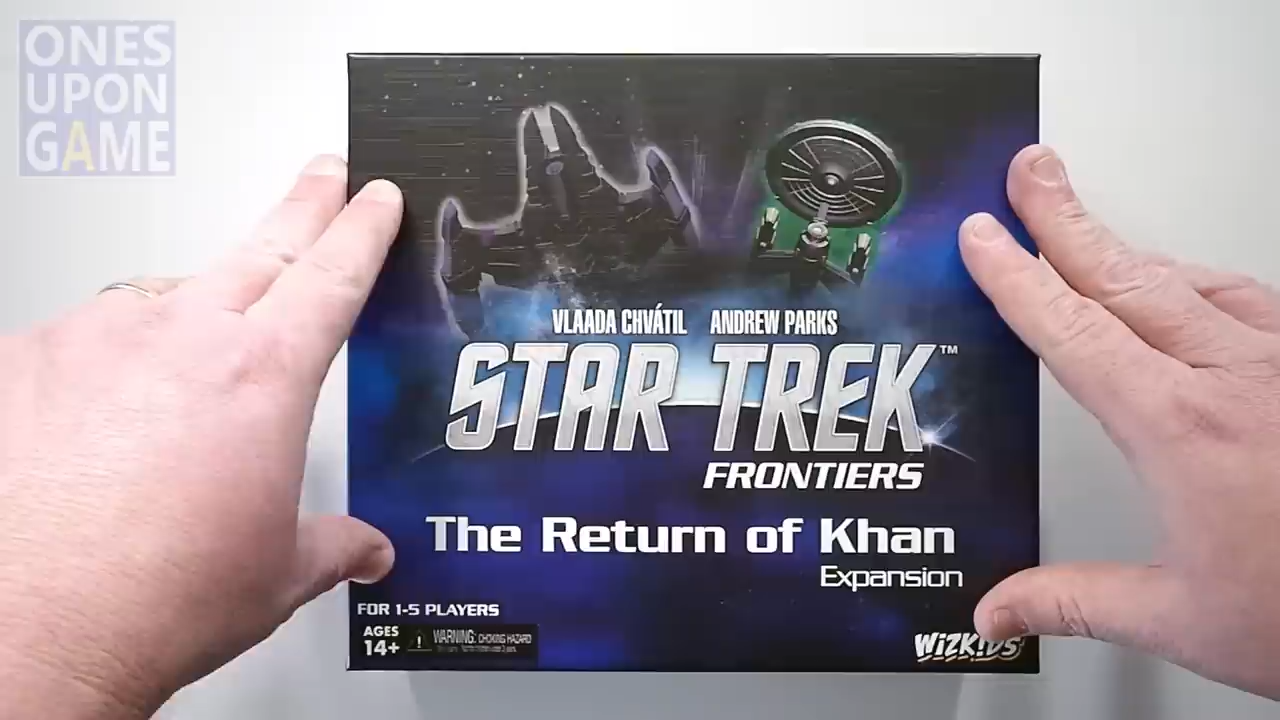 ONES
UPON
GAME
VLAADA CHVÁTIL ANDREW PARKS
STAR TREK™
FRONTIERS
The Return of Khan
Expansion
FOR 1-5 PLAYERS
AGES
14+
WARNING: CHOKING HAZARD
WIZKIDS